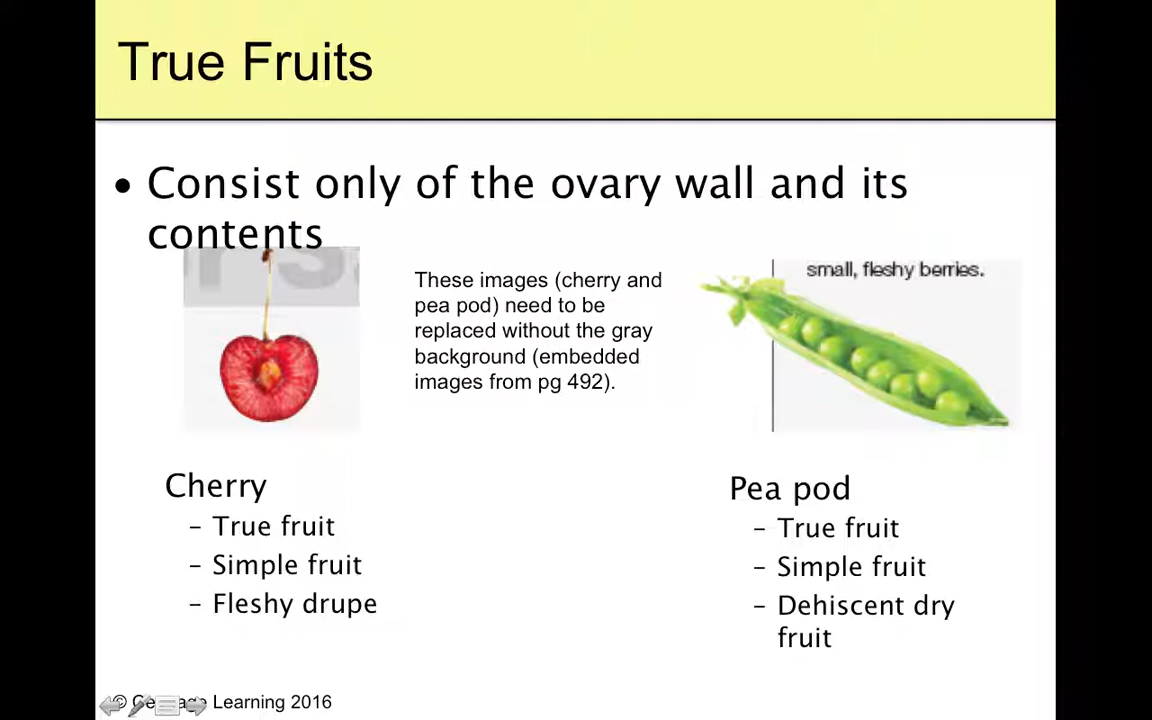 True Fruits
• Consist only of the ovary wall and its
contents
These images (cherry and
pea pod) need to be
replaced without the gray
background (embedded
images from pg 492).
small, fleshy berries.
Cherry
– True fruit
– Simple fruit
– Fleshy drupe
Pea pod
– True fruit
– Simple fruit
– Dehiscent dry
fruit
© Cengage Learning 2016